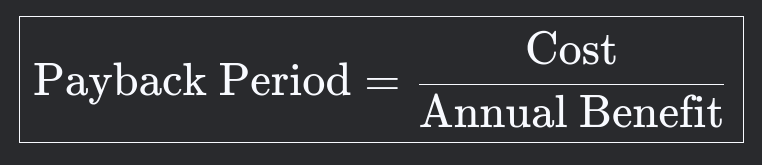 Payback Period = Cost / Annual Benefit